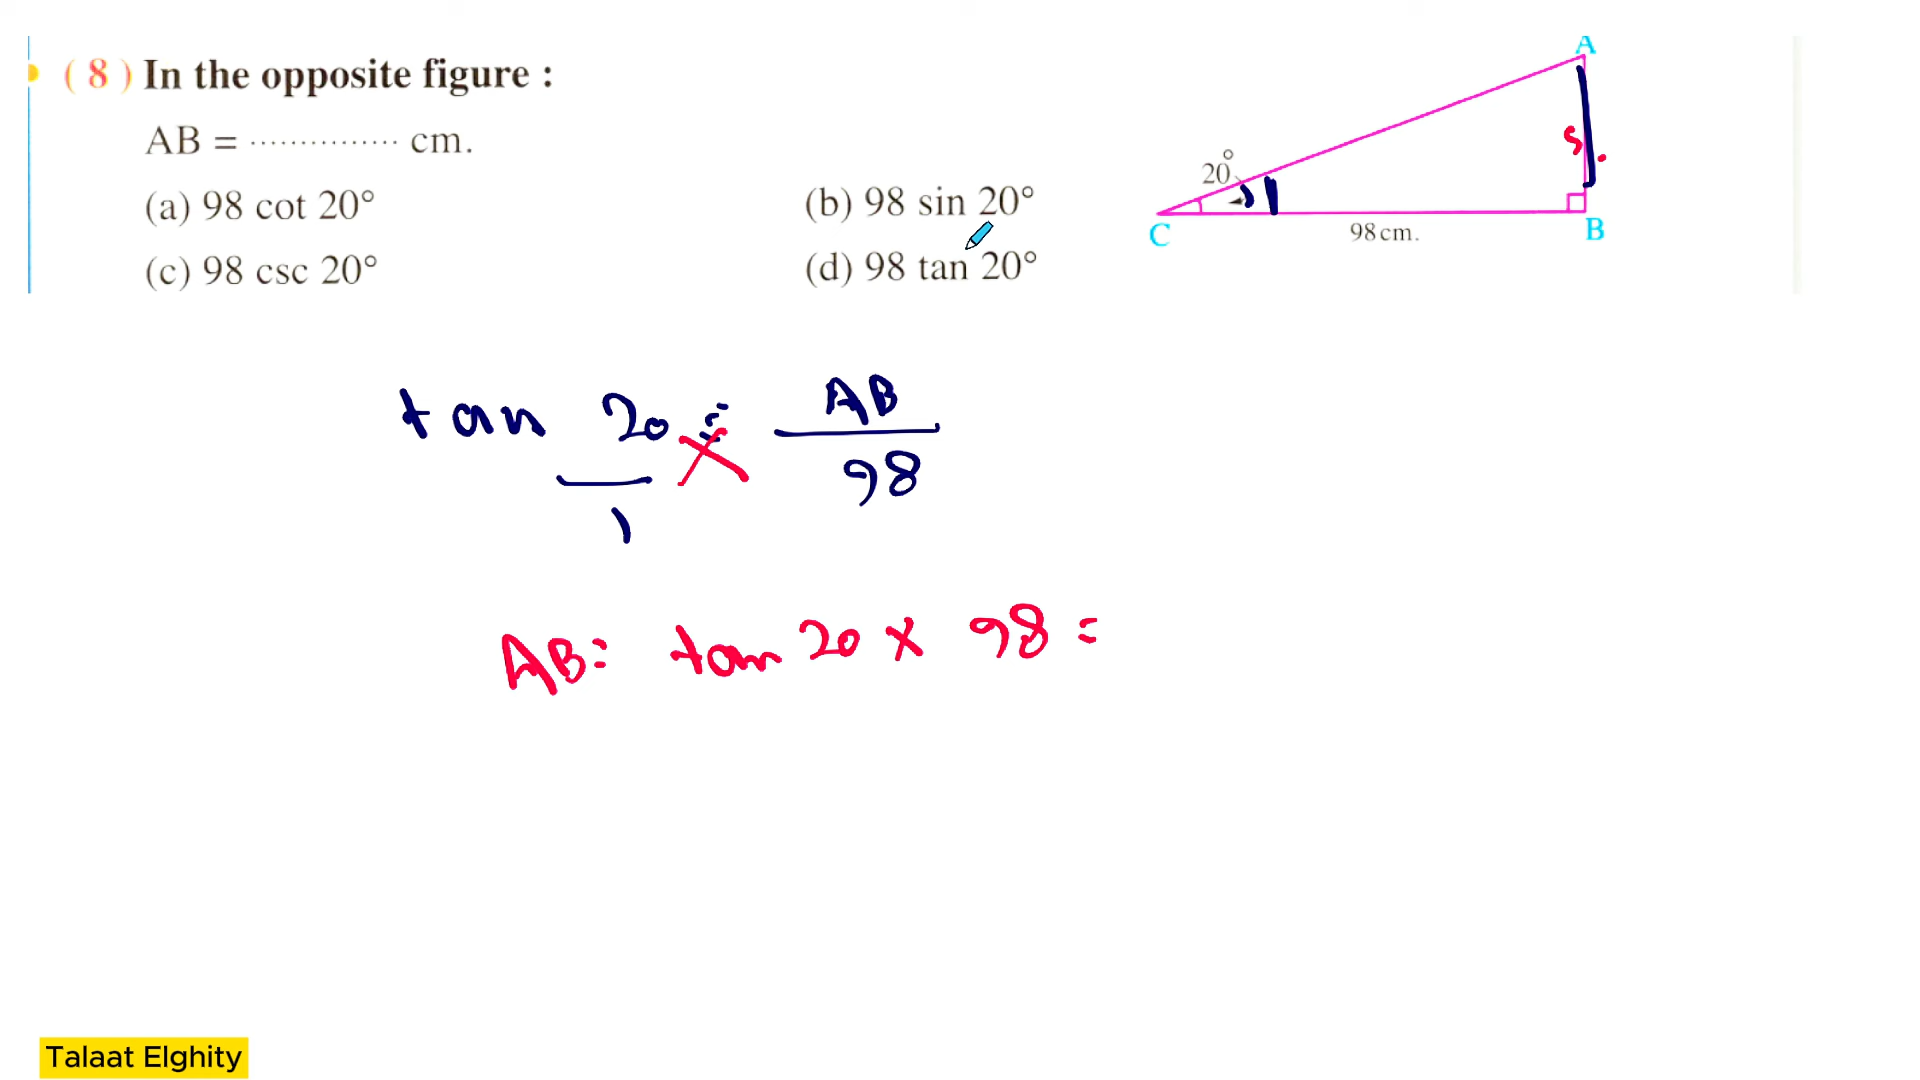 ( 8 ) In the opposite figure :
AB = ............... cm.
(a) 98 cot 20°
(b) 98 sin 20°
(c) 98 csc 20°
(d) 98 tan 20°
A
20°
C
98 cm.
B
tan 20 = AB
1 98
AB = tan 20 × 98 =
Talaat Elghity